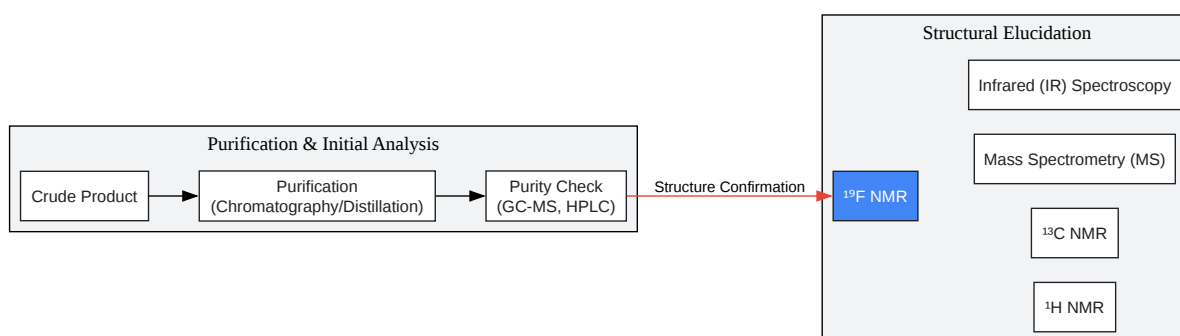 Purification & Initial Analysis
Crude Product
Purification
(Chromatography/Distillation)
Purity Check
(GC-MS, HPLC)
Structure Confirmation
Structural Elucidation
¹⁹F NMR
Infrared (IR) Spectroscopy
Mass Spectrometry (MS)
¹³C NMR
¹H NMR